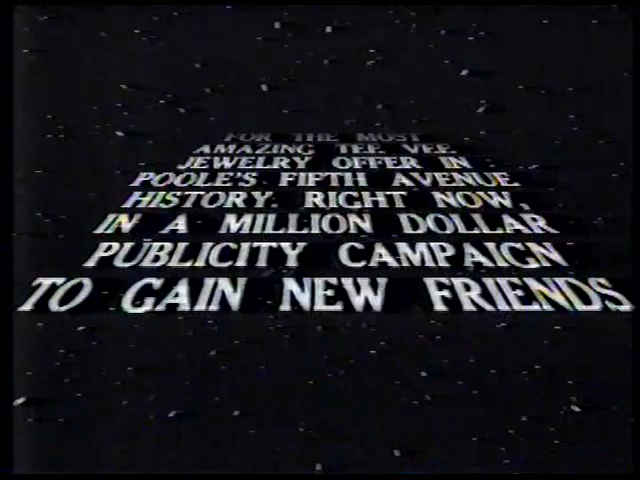 FOR THE MOST
AMAZING TEE VEE
JEWELRY OFFER IN
POOLE'S FIFTH AVENUE
HISTORY. RIGHT NOW,
IN A MILLION DOLLAR
PUBLICITY CAMPAIGN
TO GAIN NEW FRIENDS